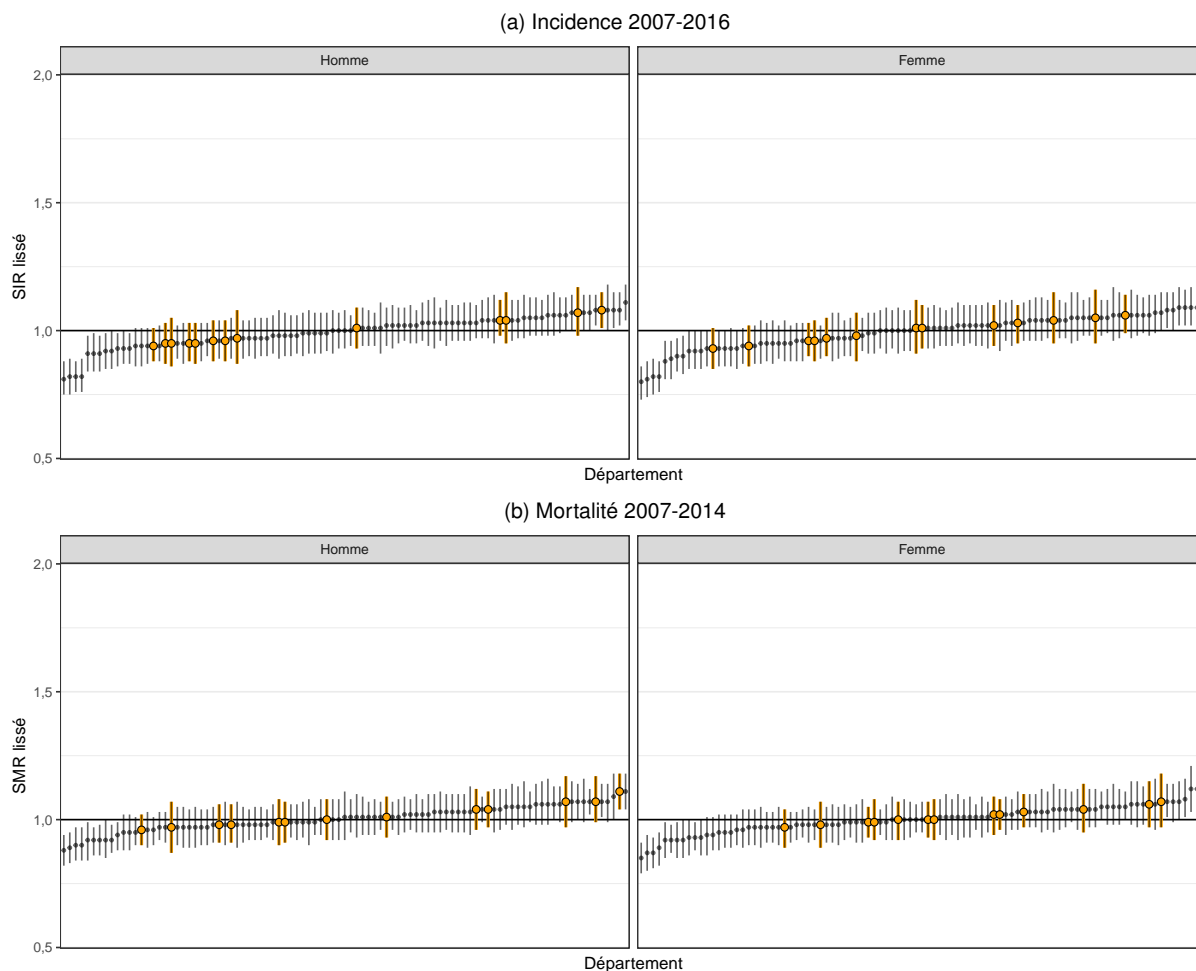 (a) Incidence 2007-2016
Homme
Femme
2,0
1,5
1,0
0,5
SIR lissé
Département
(b) Mortalité 2007-2014
Homme
Femme
2,0
1,5
1,0
0,5
SMR lissé
Département